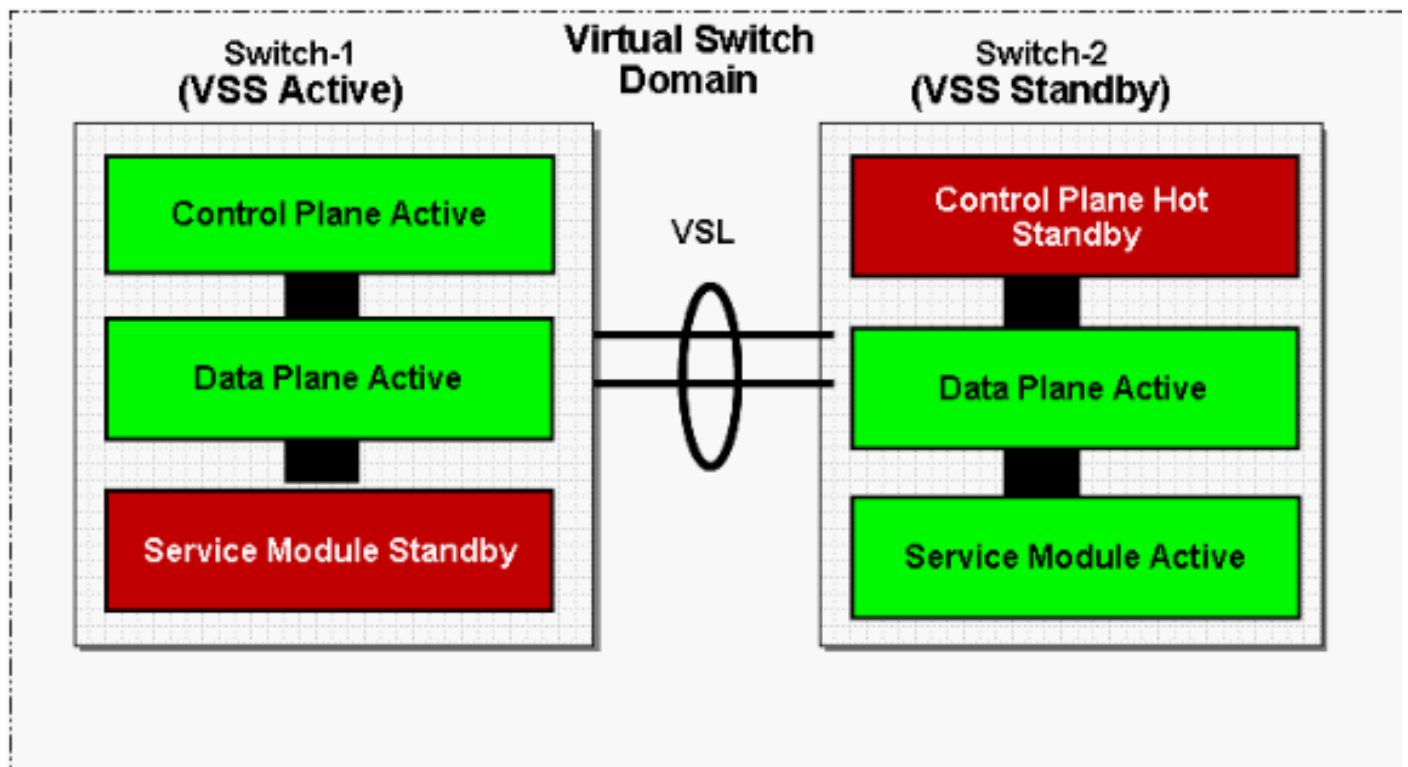 Virtual Switch
Domain
Switch-1
(VSS Active)
Control Plane Active
Data Plane Active
Service Module Standby
VSL
Switch-2
(VSS Standby)
Control Plane Hot
Standby
Data Plane Active
Service Module Active